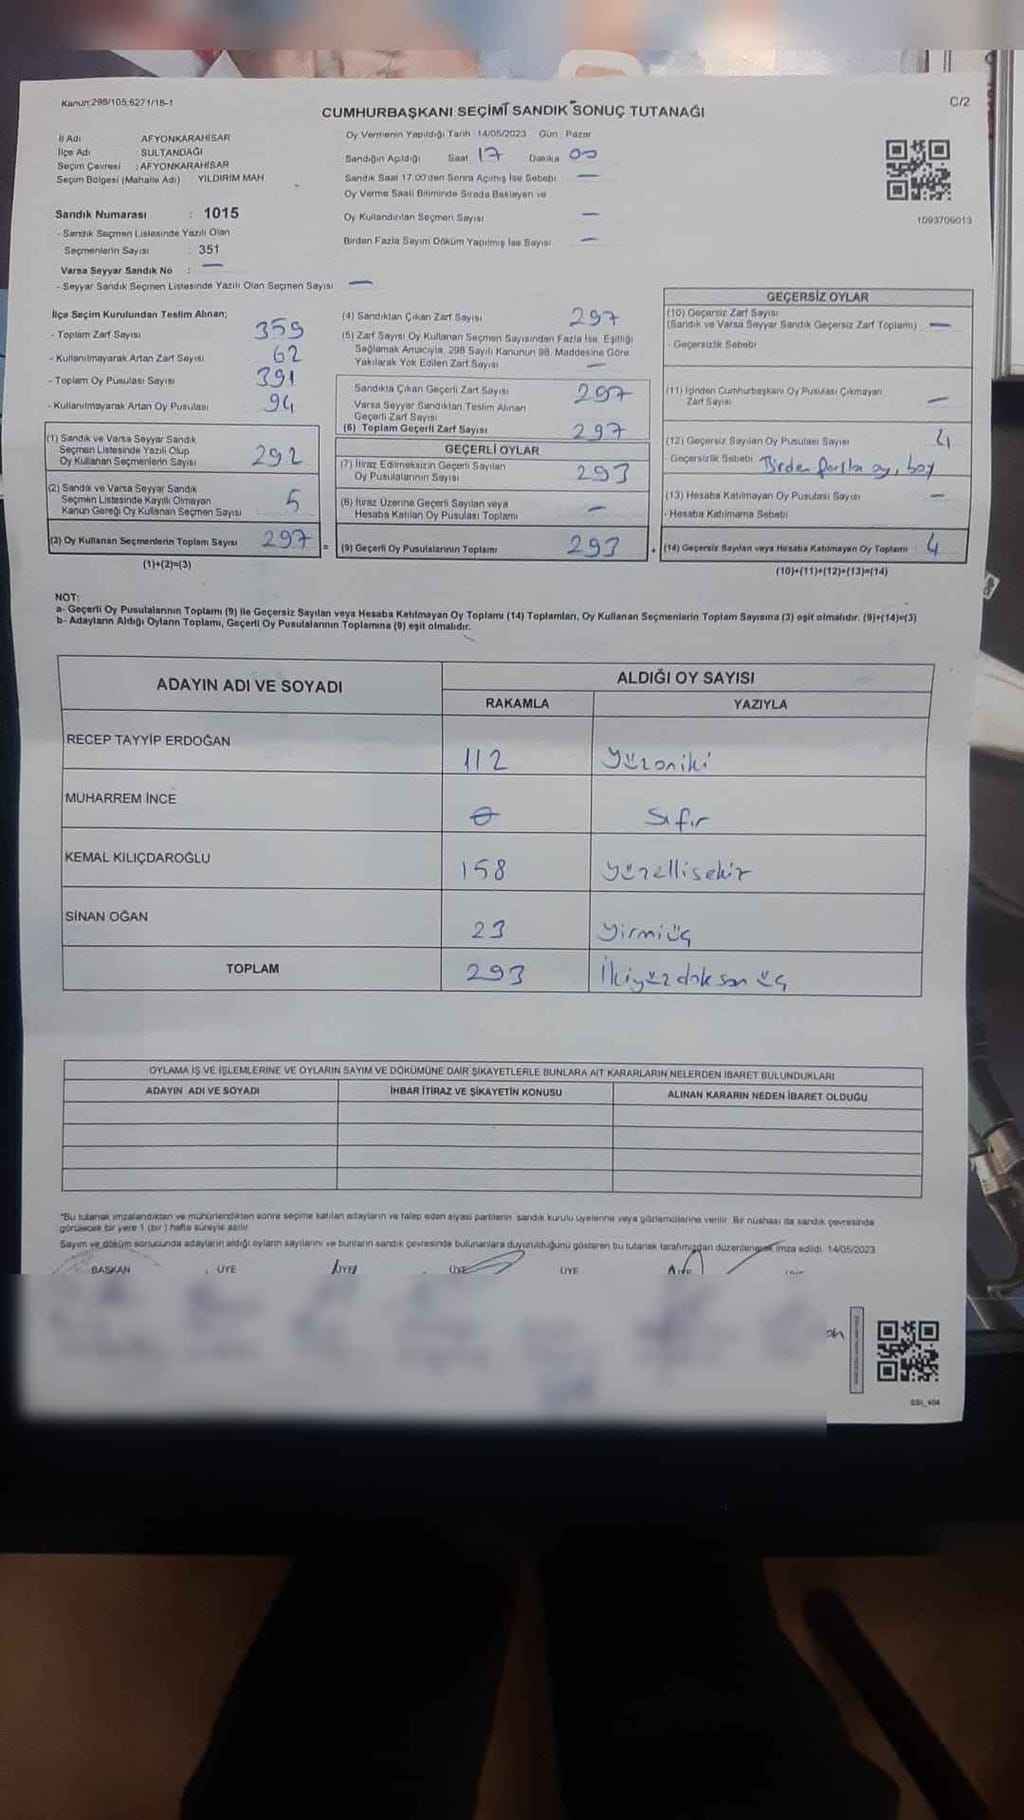 Kanun:298/105,6271/18-1
C/2
CUMHURBAŞKANI SEÇİMİ SANDIK SONUÇ TUTANAĞI
İl Adı AFYONKARAHİSAR
İlçe Adı SULTANDAĞI
Seçim Çevresi : AFYONKARAHİSAR
Seçim Bölgesi (Mahalle Adı) YILDIRIM MAH
Oy Vermenin Yapıldığı Tarih 14/05/2023 Gün Pazar
Sandığın Açıldığı Saat 17 Dakika 00
Sandık Saat 17.00'den Sonra Açılmış İse Sebebi —
Oy Verme Saati Bitiminde Sırada Bekleyen ve
Oy Kullandırılan Seçmen Sayısı —
Birden Fazla Sayım Döküm Yapılmış İse Sayısı —
1093709013
Sandık Numarası : 1015
- Sandık Seçmen Listesinde Yazılı Olan
Seçmenlerin Sayısı : 351
Varsa Seyyar Sandık No : —
- Seyyar Sandık Seçmen Listesinde Yazılı Olan Seçmen Sayısı —
İlçe Seçim Kurulundan Teslim Alınan;
- Toplam Zarf Sayısı 359
- Kullanılmayarak Artan Zarf Sayısı 62
- Toplam Oy Pusulası Sayısı 391
- Kullanılmayarak Artan Oy Pusulası 94
(1) Sandık ve Varsa Seyyar Sandık
Seçmen Listesinde Yazılı Olup
Oy Kullanan Seçmenlerin Sayısı 292
(2) Sandık ve Varsa Seyyar Sandık
Seçmen Listesinde Kayıtlı Olmayan
Kanun Gereği Oy Kullanan Seçmen Sayısı 5
(3) Oy Kullanan Seçmenlerin Toplam Sayısı 297 =
(1)+(2)=(3)
(4) Sandıktan Çıkan Zarf Sayısı 297
(5) Zarf Sayısı Oy Kullanan Seçmen Sayısından Fazla İse, Eşitliği
Sağlamak Amacıyla, 298 Sayılı Kanunun 98. Maddesine Göre
Yakılarak Yok Edilen Zarf Sayısı —
Sandıkta Çıkan Geçerli Zarf Sayısı 297
Varsa Seyyar Sandıktan Teslim Alınan
Geçerli Zarf Sayısı
(6) Toplam Geçerli Zarf Sayısı 297
GEÇERLİ OYLAR
(7) İtiraz Edilmeksizin Geçerli Sayılan
Oy Pusulalarının Sayısı 293
(8) İtiraz Üzerine Geçerli Sayılan veya
Hesaba Katılan Oy Pusulası Toplamı —
(9) Geçerli Oy Pusulalarının Toplamı 293 +
GEÇERSİZ OYLAR
(10) Geçersiz Zarf Sayısı
(Sandık ve Varsa Seyyar Sandık Geçersiz Zarf Toplamı) —
- Geçersizlik Sebebi
(11) İçinden Cumhurbaşkanı Oy Pusulası Çıkmayan
Zarf Sayısı —
(12) Geçersiz Sayılan Oy Pusulası Sayısı 4
- Geçersizlik Sebebi Birden fazla oy, boş
(13) Hesaba Katılmayan Oy Pusulası Sayısı —
- Hesaba Katılmama Sebebi
(14) Geçersiz Sayılan veya Hesaba Katılmayan Oy Toplamı 4
(10)+(11)+(12)+(13)=(14)
NOT:
a- Geçerli Oy Pusulalarının Toplamı (9) ile Geçersiz Sayılan veya Hesaba Katılmayan Oy Toplamı (14) Toplamları, Oy Kullanan Seçmenlerin Toplam Sayısına (3) eşit olmalıdır. (9)+(14)=(3)
b- Adayların Aldığı Oyların Toplamı, Geçerli Oy Pusulalarının Toplamına (9) eşit olmalıdır.
ADAYIN ADI VE SOYADI ALDIĞI OY SAYISI
RAKAMLA YAZIYLA
RECEP TAYYİP ERDOĞAN 112 Yüzoniki
MUHARREM İNCE 0 Sıfır
KEMAL KILIÇDAROĞLU 158 Yüzellisekiz
SİNAN OĞAN 23 Yirmiüç
TOPLAM 293 İkiyüzdoksanüç
OYLAMA İŞ VE İŞLEMLERİNE VE OYLARIN SAYIM VE DÖKÜMÜNE DAİR ŞİKAYETLERLE BUNLARA AİT KARARLARIN NELERDEN İBARET BULUNDUKLARI
ADAYIN ADI VE SOYADI İHBAR İTİRAZ VE ŞİKAYETİN KONUSU ALINAN KARARIN NEDEN İBARET OLDUĞU
*Bu tutanak imzalandıktan ve mühürlendikten sonra seçime katılan adayların ve talep eden siyasi partilerin sandık kurulu üyelerine veya gözlemcilerine verilir. Bir nüshası da sandık çevresinde
görülecek bir yere 1 (bir) hafta süreyle asılır.
Sayım ve döküm sonucunda adayların aldığı oyların sayılarını ve bunların sandık çevresinde bulunanlara duyurulduğunu gösteren bu tutanak tarafımızdan düzenlenerek imza edildi. 14/05/2023
BAŞKAN ÜYE ÜYE ÜYE ÜYE
SSI_404